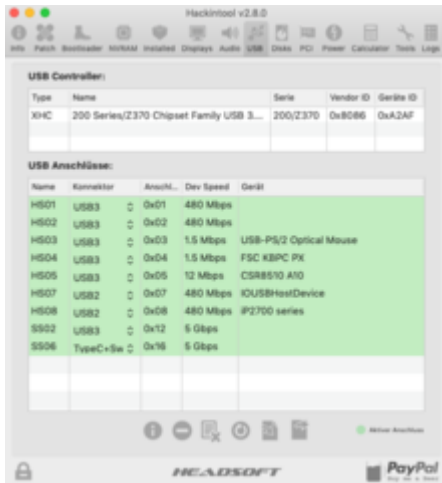 Hackintool v2.8.0
Info Patch Bootloader NVRAM Installed Displays Audio USB Disks PCI Power Calculator Tools Logs
USB Controller:
Type Name Serie Vendor ID Geräte ID
XHC 200 Series/Z370 Chipset Family USB 3.... 200/Z370 0x8086 0xA2AF
USB Anschlüsse:
Name Konnektor Anschl... Dev Speed Gerät
HS01 USB3 0x01 480 Mbps
HS02 USB3 0x02 480 Mbps
HS03 USB3 0x03 1.5 Mbps USB-PS/2 Optical Mouse
HS04 USB3 0x04 1.5 Mbps FSC KBPC PX
HS05 USB3 0x05 12 Mbps CSR8510 A10
HS07 USB2 0x07 480 Mbps IOUSBHostDevice
HS08 USB2 0x08 480 Mbps iP2700 series
SS02 USB3 0x12 5 Gbps
SS06 TypeC+Sw 0x16 5 Gbps
Aktiver Anschluss
HEADSOFT
PayPal
Buy me a Beer